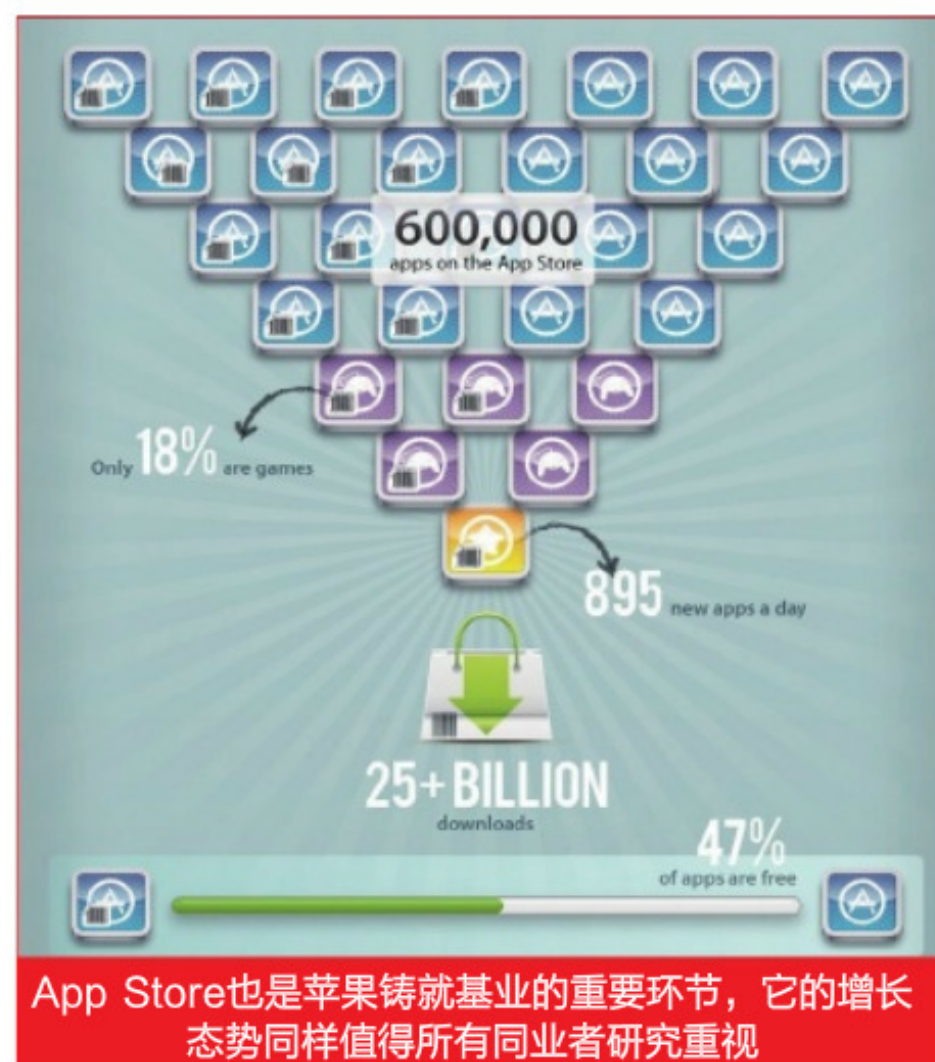 600,000
apps on the App Store
Only 18% are games
895 new apps a day
25+ BILLION
downloads
47%
of apps are free
App Store也是苹果铸就基业的重要环节，它的增长
态势同样值得所有同业者研究重视